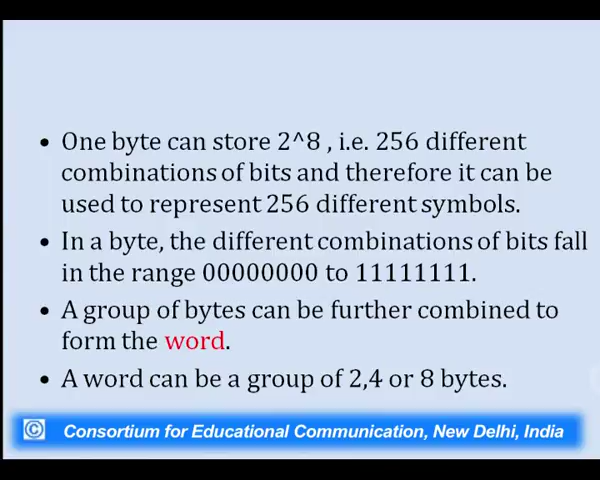 • One byte can store 2^8 , i.e. 256 different
combinations of bits and therefore it can be
used to represent 256 different symbols.
• In a byte, the different combinations of bits fall
in the range 00000000 to 11111111.
• A group of bytes can be further combined to
form the word.
• A word can be a group of 2,4 or 8 bytes.
© Consortium for Educational Communication, New Delhi, India